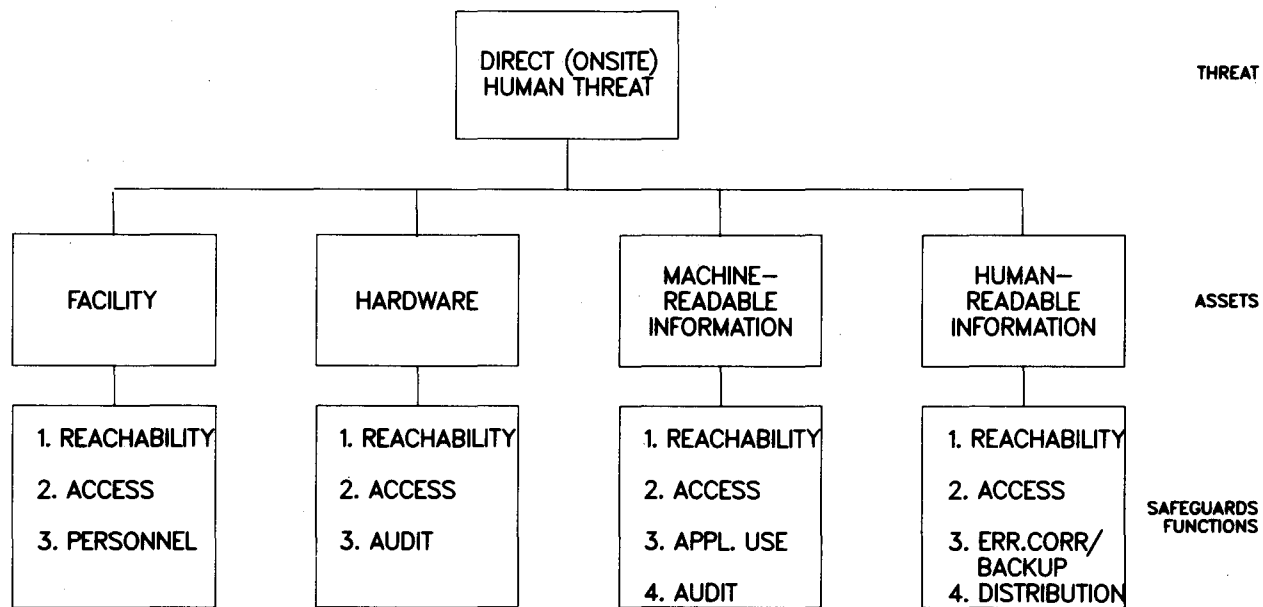 DIRECT (ONSITE)
HUMAN THREAT
THREAT
FACILITY
HARDWARE
MACHINE–
READABLE
INFORMATION
HUMAN–
READABLE
INFORMATION
ASSETS
1. REACHABILITY
2. ACCESS
3. PERSONNEL
1. REACHABILITY
2. ACCESS
3. AUDIT
1. REACHABILITY
2. ACCESS
3. APPL. USE
4. AUDIT
1. REACHABILITY
2. ACCESS
3. ERR.CORR/
BACKUP
4. DISTRIBUTION
SAFEGUARDS
FUNCTIONS